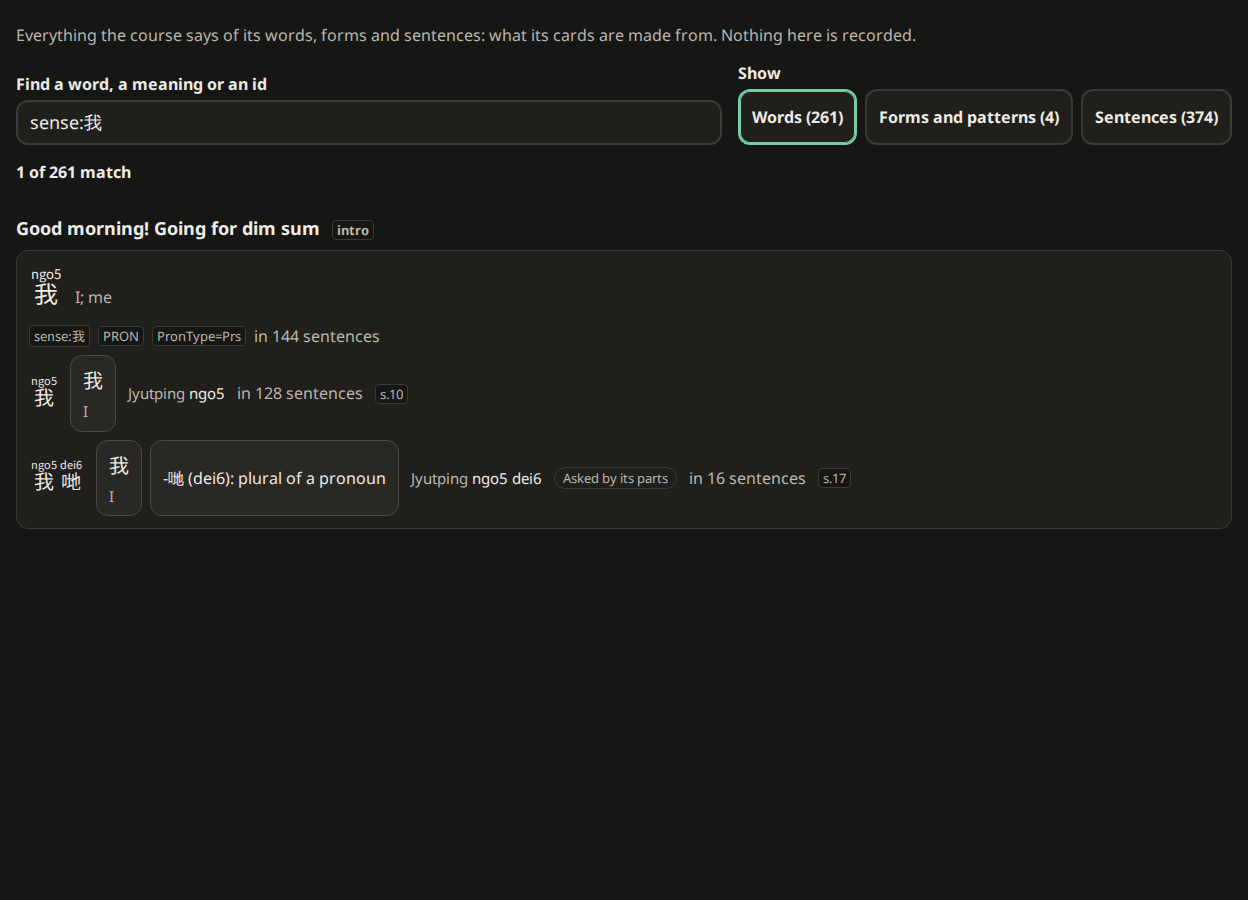 Everything the course says of its words, forms and sentences: what its cards are made from. Nothing here is recorded.
Find a word, a meaning or an id
Show
sense:我
Words (261)
Forms and patterns (4)
Sentences (374)
1 of 261 match
Good morning! Going for dim sum intro
ngo5
我 I; me
sense:我 PRON PronType=Prs in 144 sentences
ngo5
我
我
I
Jyutping ngo5 in 128 sentences s.10
ngo5 dei6
我 哋
我
I
-哋 (dei6): plural of a pronoun
Jyutping ngo5 dei6 Asked by its parts in 16 sentences s.17